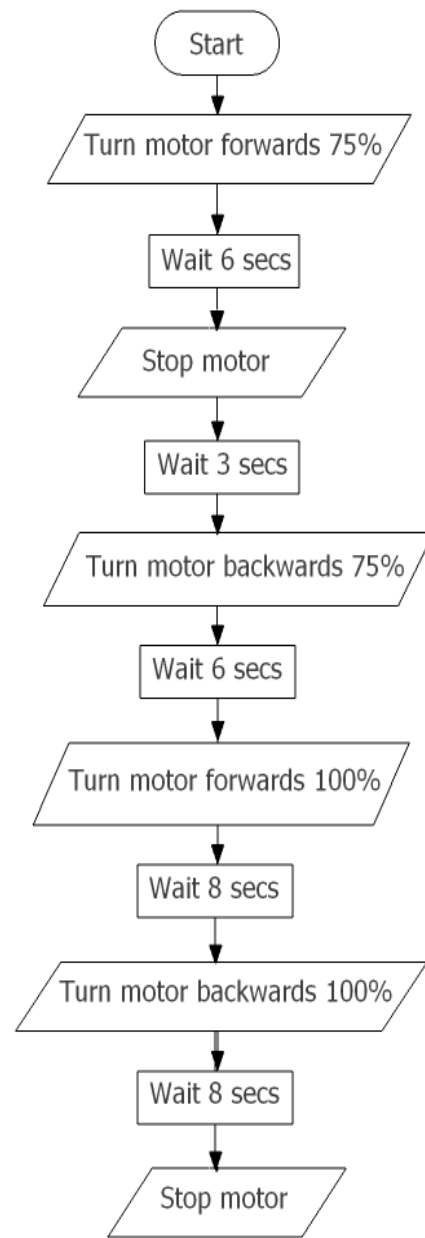 Start
Turn motor forwards 75%
Wait 6 secs
Stop motor
Wait 3 secs
Turn motor backwards 75%
Wait 6 secs
Turn motor forwards 100%
Wait 8 secs
Turn motor backwards 100%
Wait 8 secs
Stop motor